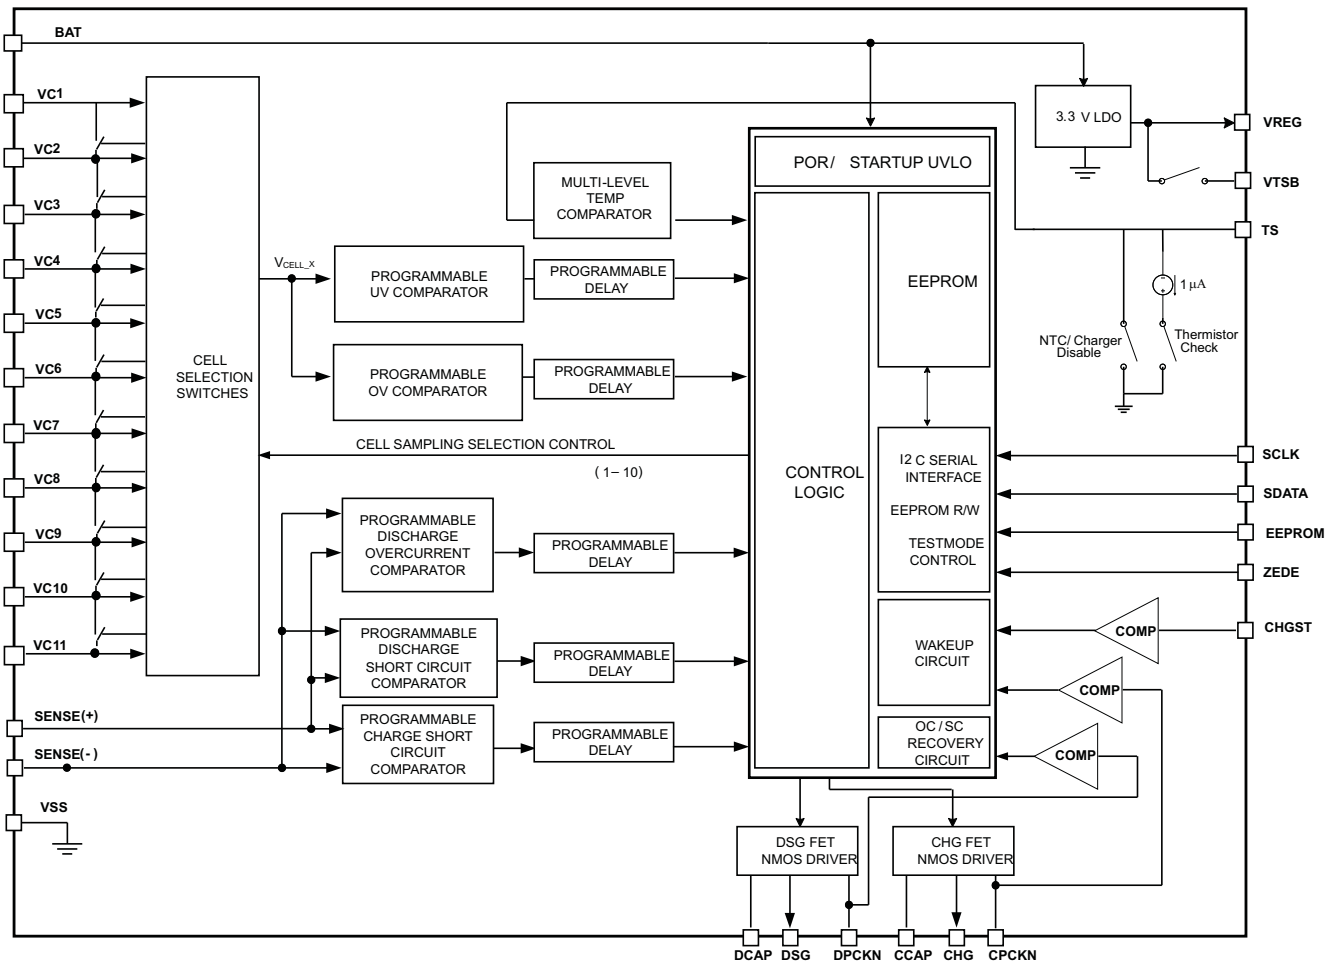 BAT
VC1
VC2
VC3
VC4
VC5
VC6
VC7
VC8
VC9
VC10
VC11
SENSE(+)
SENSE(-)
VSS
CELL
SELECTION
SWITCHES
VCELL_X
MULTI-LEVEL
TEMP
COMPARATOR
PROGRAMMABLE
UV COMPARATOR
PROGRAMMABLE
DELAY
PROGRAMMABLE
OV COMPARATOR
PROGRAMMABLE
DELAY
CELL SAMPLING SELECTION CONTROL
(1–10)
PROGRAMMABLE
DISCHARGE
OVERCURRENT
COMPARATOR
PROGRAMMABLE
DELAY
PROGRAMMABLE
DISCHARGE
SHORT CIRCUIT
COMPARATOR
PROGRAMMABLE
DELAY
PROGRAMMABLE
CHARGE SHORT
CIRCUIT
COMPARATOR
PROGRAMMABLE
DELAY
POR/ STARTUP UVLO
CONTROL
LOGIC
EEPROM
I2C SERIAL
INTERFACE
EEPROM R/W
TESTMODE
CONTROL
WAKEUP
CIRCUIT
OC/SC
RECOVERY
CIRCUIT
3.3 V LDO
1 µA
NTC/ Charger
Disable
Thermistor
Check
COMP
COMP
COMP
VREG
VTSB
TS
SCLK
SDATA
EEPROM
ZEDE
CHGST
DSG FET
NMOS DRIVER
CHG FET
NMOS DRIVER
DCAP
DSG
DPCKN
CCAP
CHG
CPCKN